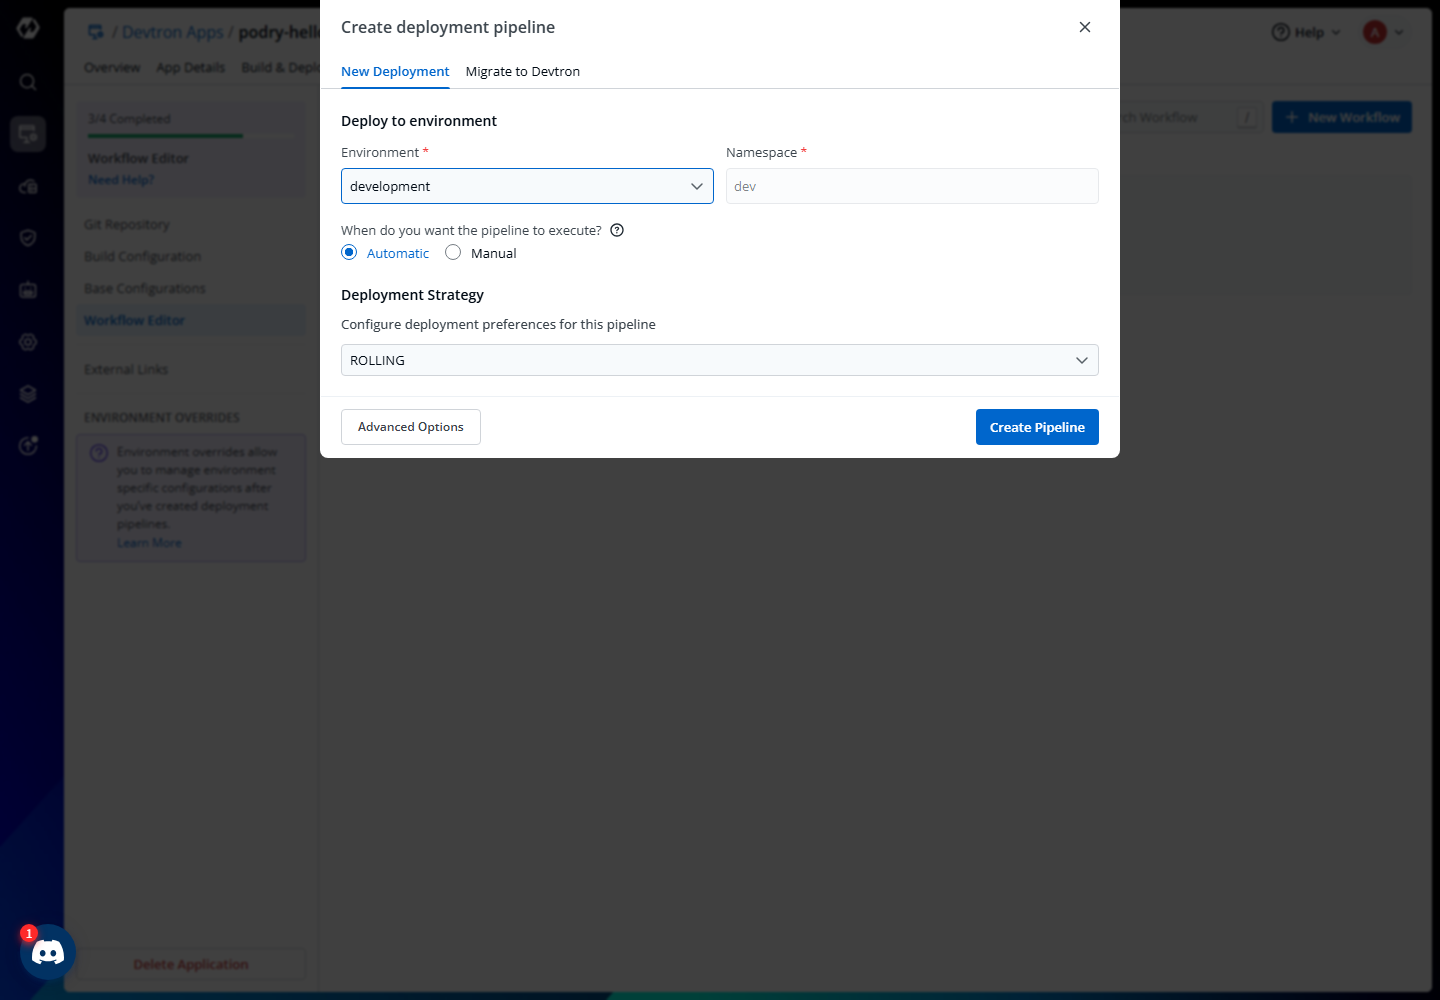 Create deployment pipeline
New Deployment Migrate to Devtron
Deploy to environment
Environment * Namespace *
development dev
When do you want the pipeline to execute?
Automatic Manual
Deployment Strategy
Configure deployment preferences for this pipeline
ROLLING
Advanced Options Create Pipeline
/ Devtron Apps / podry-hell
Help A
Overview App Details Build & Deplo
3/4 Completed
Workflow Editor
Need Help?
rch Workflow / New Workflow
Git Repository
Build Configuration
Base Configurations
Workflow Editor
External Links
ENVIRONMENT OVERRIDES
Environment overrides allow
you to manage environment
specific configurations after
you've created deployment
pipelines.
Learn More
1
Delete Application